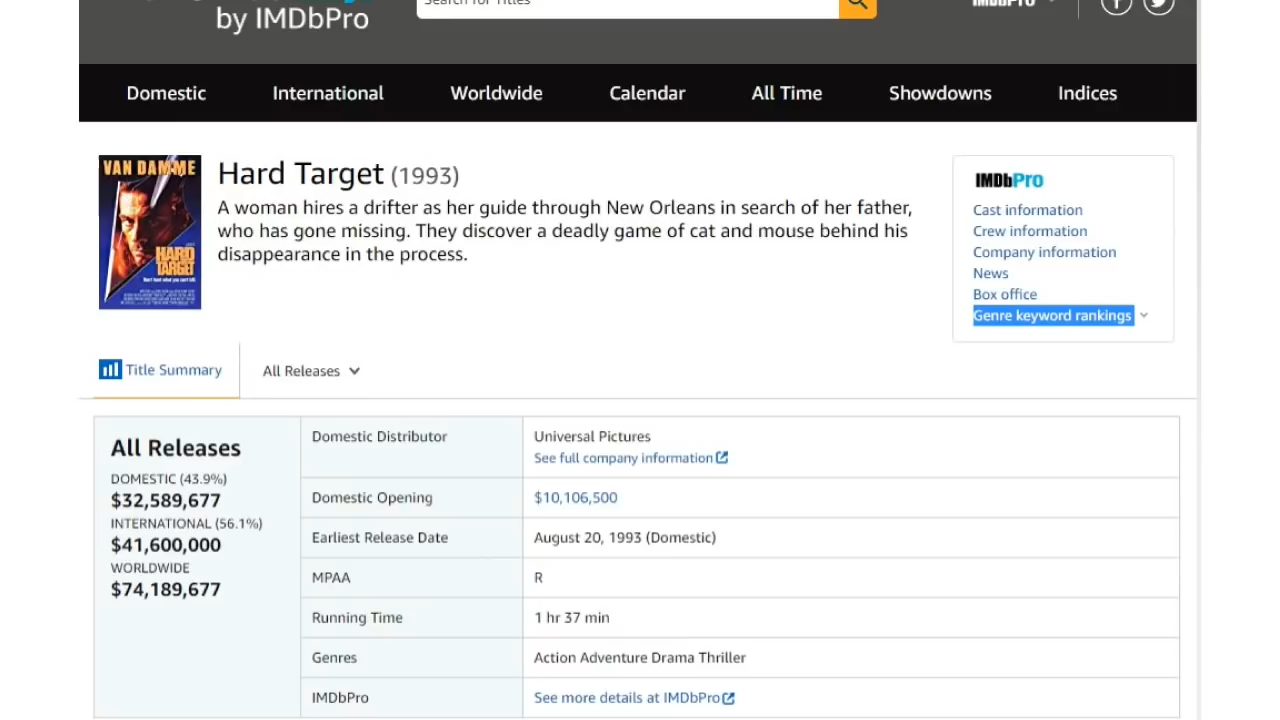 by IMDbPro
Search for Titles
IMDbPro
Domestic International Worldwide Calendar All Time Showdowns Indices
VAN DAMME
HARD
TARGET
Hard Target (1993)
A woman hires a drifter as her guide through New Orleans in search of her father,
who has gone missing. They discover a deadly game of cat and mouse behind his
disappearance in the process.
IMDbPro
Cast information
Crew information
Company information
News
Box office
Genre keyword rankings
Title Summary
All Releases
All Releases
DOMESTIC (43.9%)
$32,589,677
INTERNATIONAL (56.1%)
$41,600,000
WORLDWIDE
$74,189,677
Domestic Distributor Universal Pictures
See full company information
Domestic Opening $10,106,500
Earliest Release Date August 20, 1993 (Domestic)
MPAA R
Running Time 1 hr 37 min
Genres Action Adventure Drama Thriller
IMDbPro See more details at IMDbPro